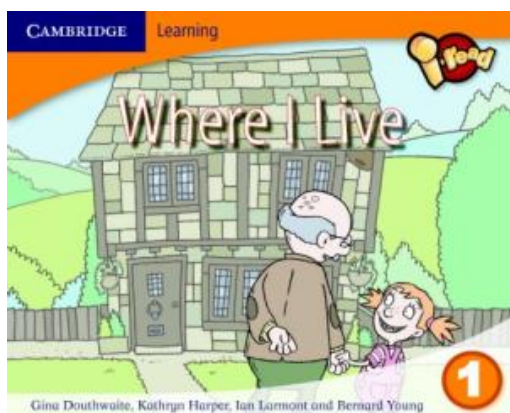 CAMBRIDGE Learning
i-read
Where I Live
1
Gina Douthwaite, Kathryn Harper, Ian Larmont and Bernard Young